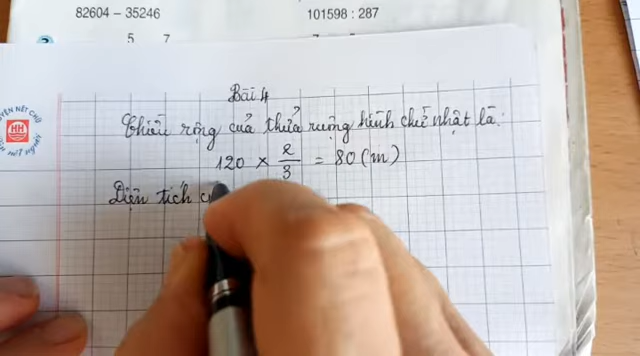 82604 – 35246
101598 : 287
2
5 7
Bài 4
Chiều rộng của thửa ruộng hình chữ nhật là:
120 × 2/3 = 80 (m)
Diện tích